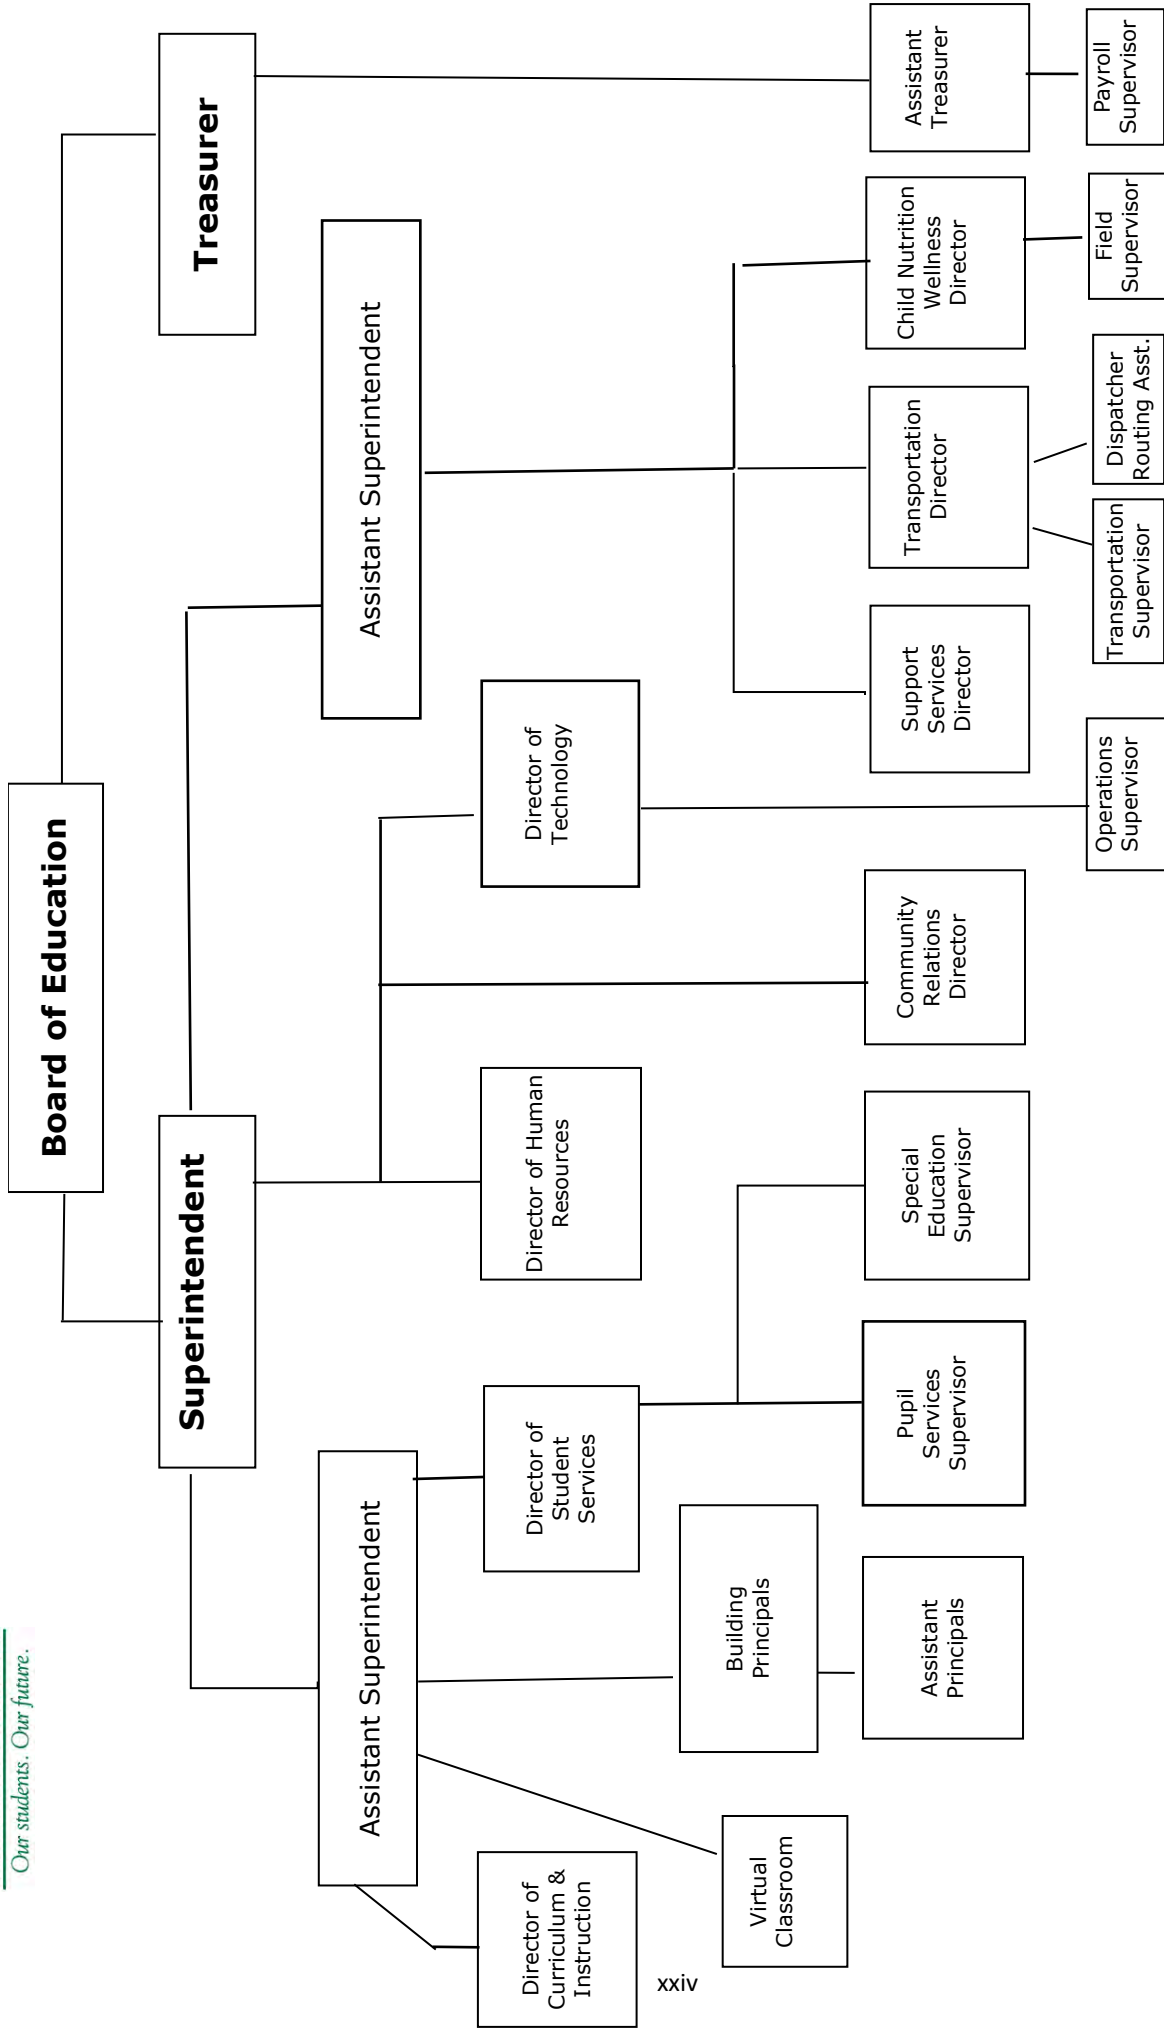 Our students. Our future.
Board of Education
Superintendent
Treasurer
Assistant Superintendent
Assistant Superintendent
Director of
Curriculum &
Instruction
Director of
Student
Services
Director of Human
Resources
Director of
Technology
Virtual
Classroom
Building
Principals
Assistant
Principals
Pupil
Services
Supervisor
Special
Education
Supervisor
Community
Relations
Director
Support
Services
Director
Transportation
Director
Child Nutrition
Wellness
Director
Assistant
Treasurer
Operations
Supervisor
Transportation
Supervisor
Dispatcher
Routing Asst.
Field
Supervisor
Payroll
Supervisor
xxiv